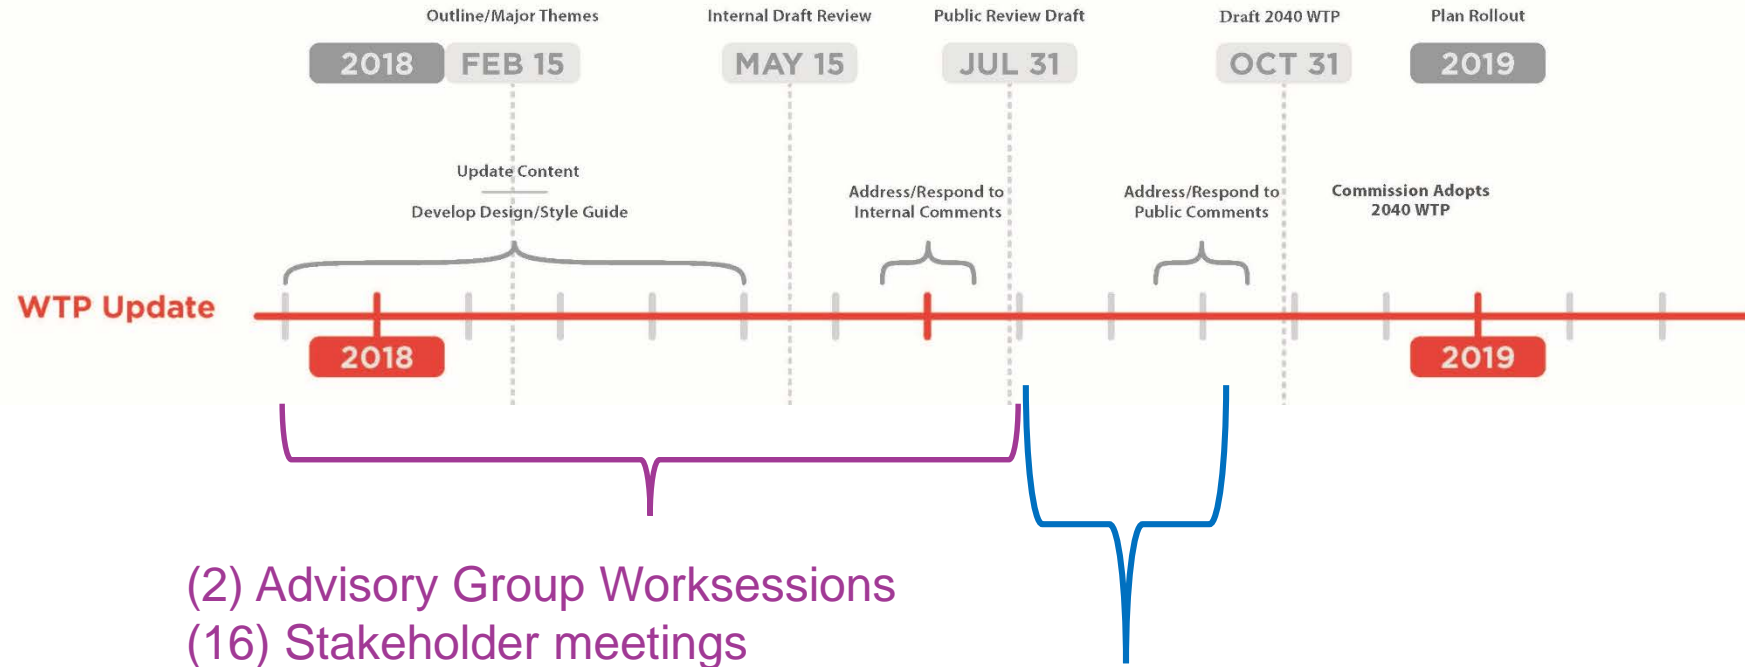 Outline/Major Themes
Internal Draft Review
Public Review Draft
Draft 2040 WTP
Plan Rollout
2018
FEB 15
MAY 15
JUL 31
OCT 31
2019
Update Content
Develop Design/Style Guide
Address/Respond to
Internal Comments
Address/Respond to
Public Comments
Commission Adopts
2040 WTP
WTP Update
2018
2019
(2) Advisory Group Worksessions
(16) Stakeholder meetings